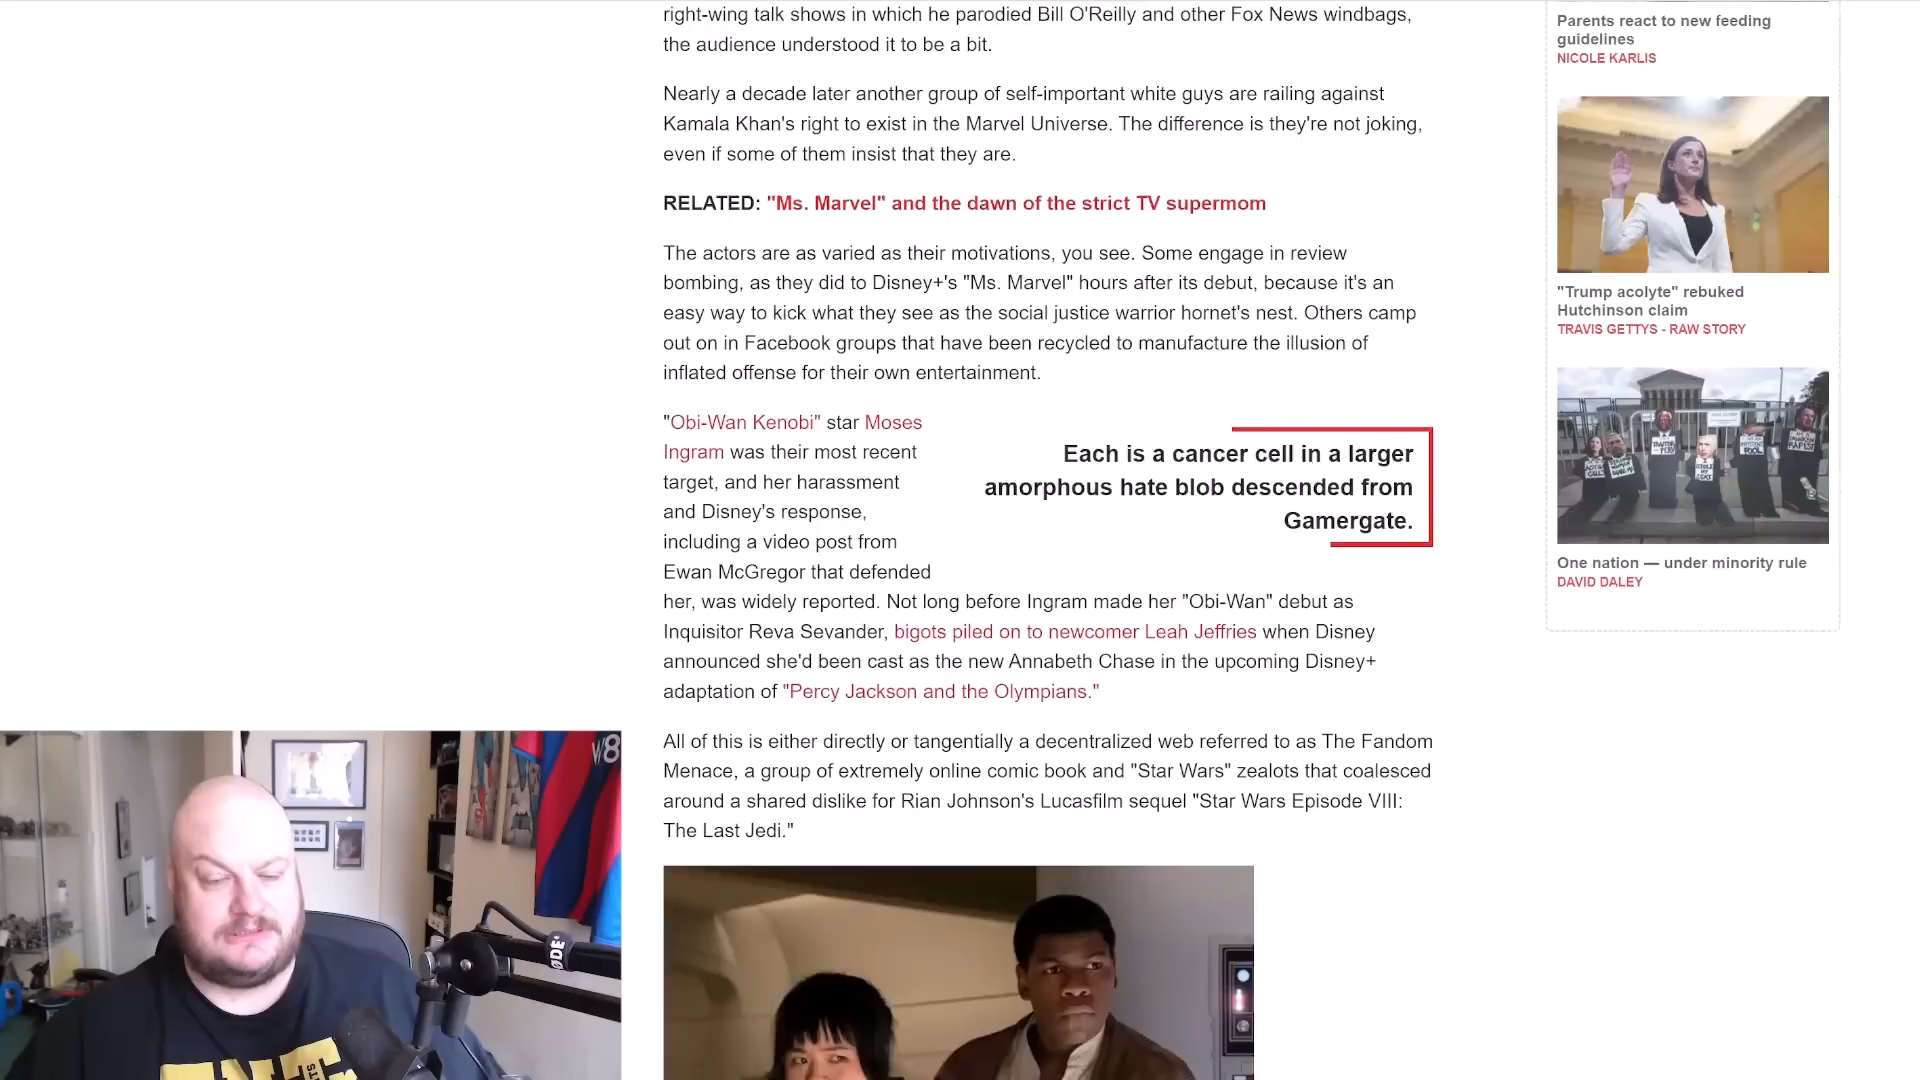 right-wing talk shows in which he parodied Bill O'Reilly and other Fox News windbags,
the audience understood it to be a bit.
Nearly a decade later another group of self-important white guys are railing against
Kamala Khan's right to exist in the Marvel Universe. The difference is they're not joking,
even if some of them insist that they are.
RELATED: "Ms. Marvel" and the dawn of the strict TV supermom
The actors are as varied as their motivations, you see. Some engage in review
bombing, as they did to Disney+'s "Ms. Marvel" hours after its debut, because it's an
easy way to kick what they see as the social justice warrior hornet's nest. Others camp
out on in Facebook groups that have been recycled to manufacture the illusion of
inflated offense for their own entertainment.
"Obi-Wan Kenobi" star Moses
Ingram was their most recent
target, and her harassment
and Disney's response,
including a video post from
Ewan McGregor that defended
her, was widely reported. Not long before Ingram made her "Obi-Wan" debut as
Inquisitor Reva Sevander, bigots piled on to newcomer Leah Jeffries when Disney
announced she'd been cast as the new Annabeth Chase in the upcoming Disney+
adaptation of "Percy Jackson and the Olympians."
Each is a cancer cell in a larger
amorphous hate blob descended from
Gamergate.
All of this is either directly or tangentially a decentralized web referred to as The Fandom
Menace, a group of extremely online comic book and "Star Wars" zealots that coalesced
around a shared dislike for Rian Johnson's Lucasfilm sequel "Star Wars Episode VIII:
The Last Jedi."
Parents react to new feeding
guidelines
NICOLE KARLIS
"Trump acolyte" rebuked
Hutchinson claim
TRAVIS GETTYS - RAW STORY
One nation — under minority rule
DAVID DALEY
RØDE